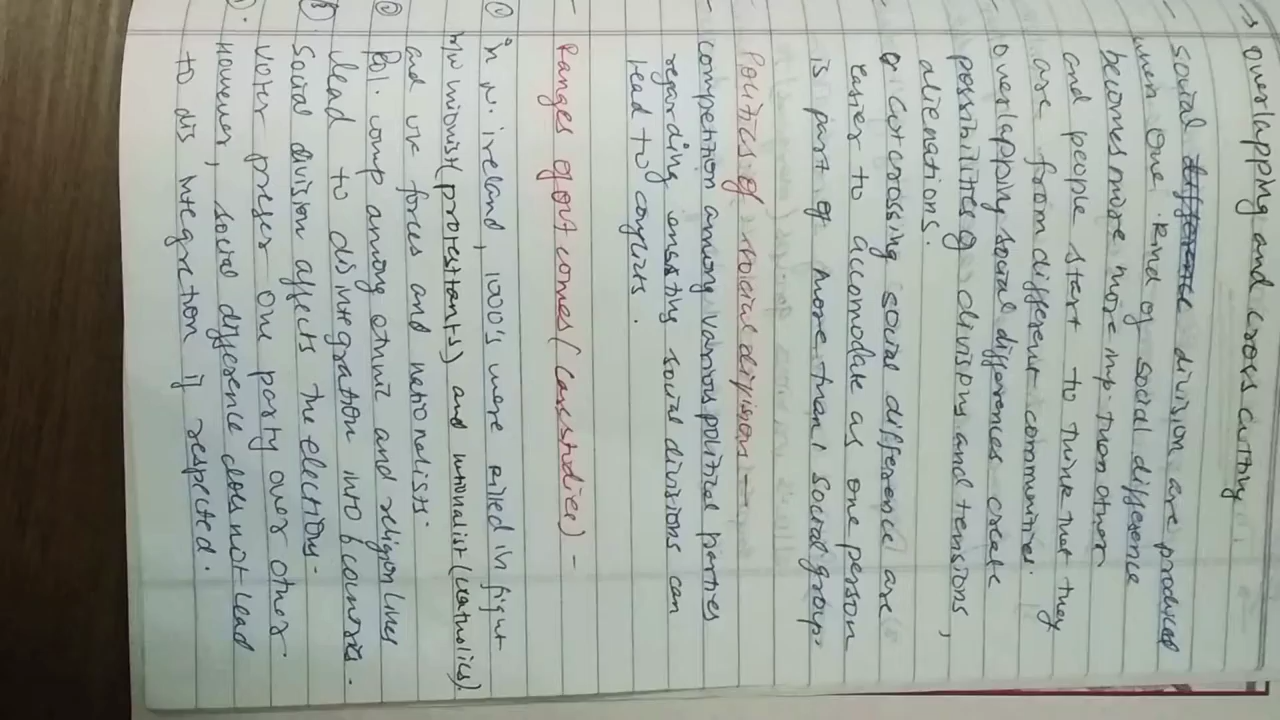 → overlapping and cross cutting
- social difference division are produced
when one kind of social difference
becomes more more imp than other
and people start to think that they
are from different communities.
- overlapping social differences create
possibilities of divisions and tensions,
alienations.
- Cut crossing social difference are
easier to accomodate as one person
is part of more than 1 social group.
Politics of social division -
- competition among various political parties
regarding existing social divisions can
lead to conflicts.
- Ranges of out comes (Case studies) -
① in N. ireland, 1000's were killed in fight
b/w unionist (protestants) and nationalist (catholics)
and uk forces and nationalists.
② Pol. comp among ethnic and religion lines
lead to disintegration into 6 countries.
③ Social division affects the elections.
voter prefer one party over other.
However, social difference does not lead
to disintegration if respected.